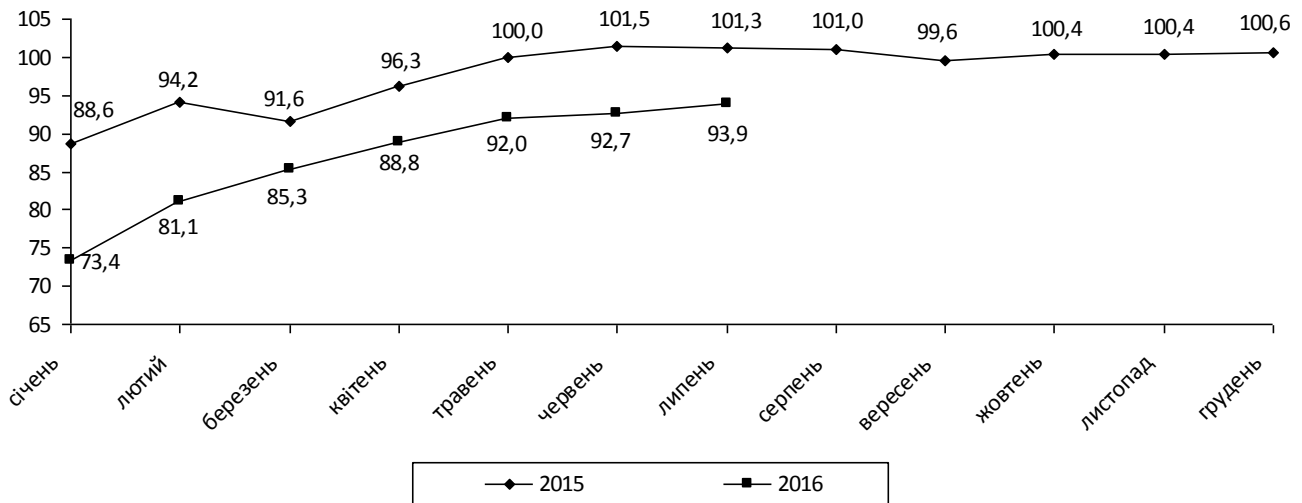 105
100
95
90
85
80
75
70
65
88,6
94,2
91,6
96,3
100,0
101,5
101,3
101,0
99,6
100,4
100,4
100,6
73,4
81,1
85,3
88,8
92,0
92,7
93,9
січень
лютий
березень
квітень
травень
червень
липень
серпень
вересень
жовтень
листопад
грудень
2015
2016